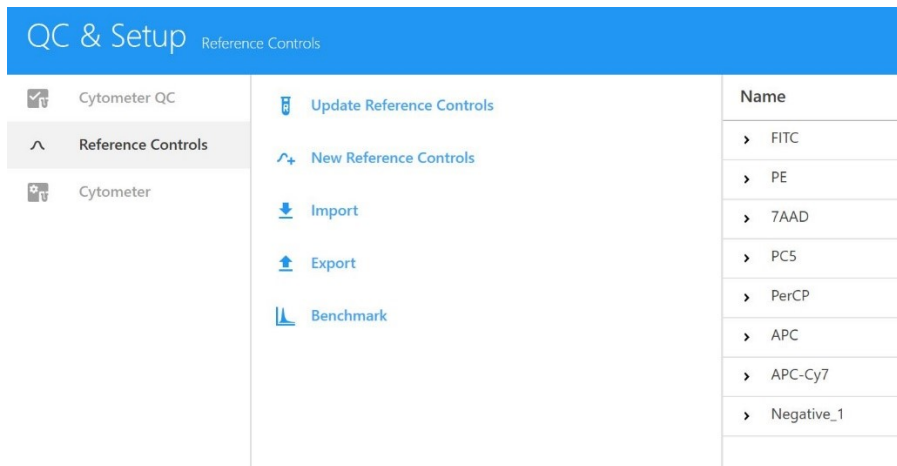 QC & Setup Reference Controls
Cytometer QC
Reference Controls
Cytometer
Update Reference Controls
New Reference Controls
Import
Export
Benchmark
Name
FITC
PE
7AAD
PC5
PerCP
APC
APC-Cy7
Negative_1